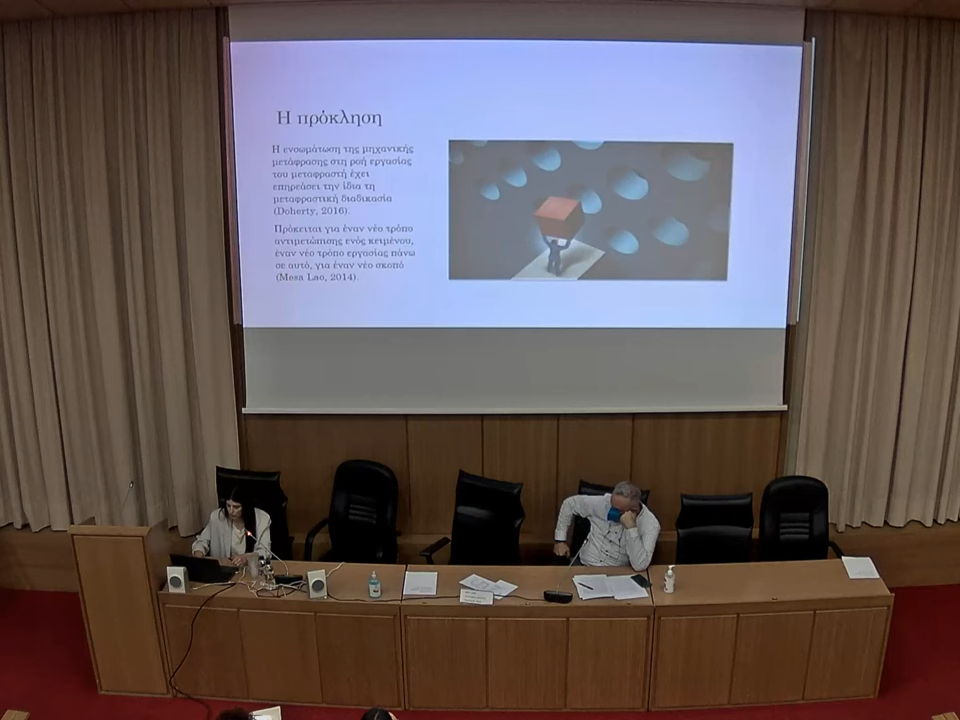 Η πρόκληση
Η ενσωμάτωση της μηχανικής
μετάφρασης στη ροή εργασίας
του μεταφραστή έχει
επηρεάσει την ίδια τη
μεταφραστική διαδικασία
(Doherty, 2016).
Πρόκειται για έναν νέο τρόπο
αντιμετώπισης ενός κειμένου,
έναν νέο τρόπο εργασίας πάνω
σε αυτό, για έναν νέο σκοπό
(Mesa Lao, 2014).